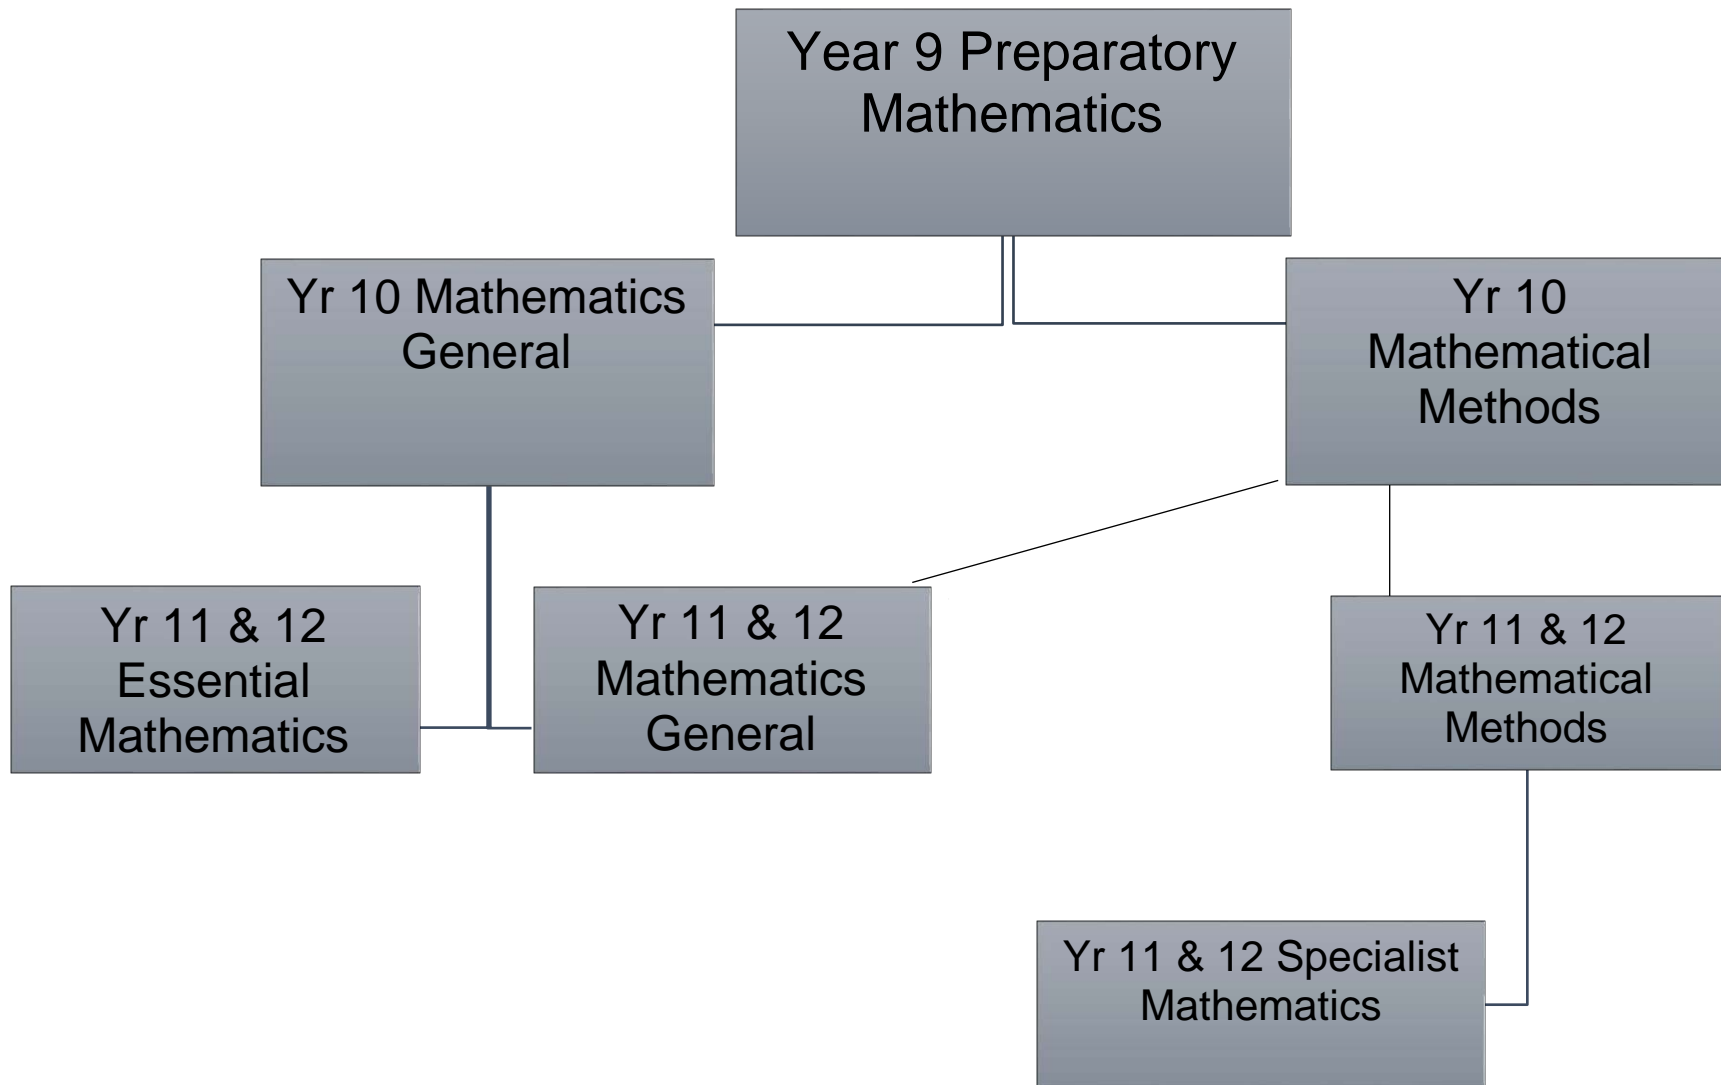 Year 9 Preparatory
Mathematics
Yr 10 Mathematics
General
Yr 10
Mathematical
Methods
Yr 11 & 12
Essential
Mathematics
Yr 11 & 12
Mathematics
General
Yr 11 & 12
Mathematical
Methods
Yr 11 & 12 Specialist
Mathematics